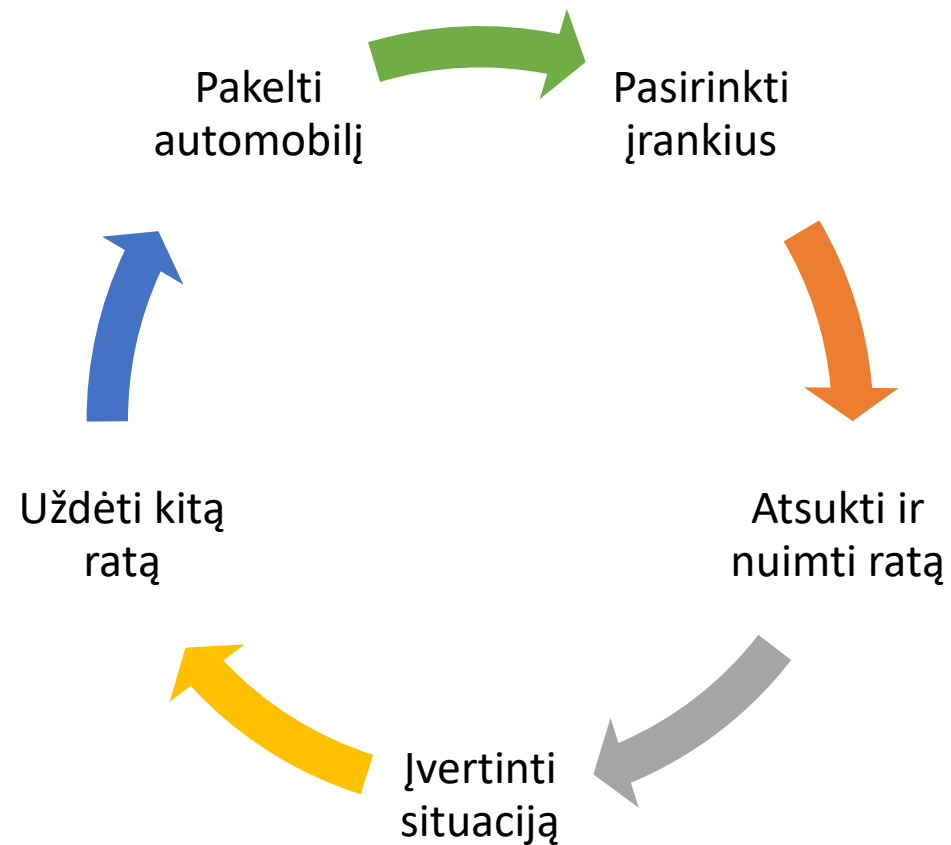 Pakelti
automobilį
Pasirinkti
įrankius
Atsukti ir
nuimti ratą
Įvertinti
situaciją
Uždėti kitą
ratą